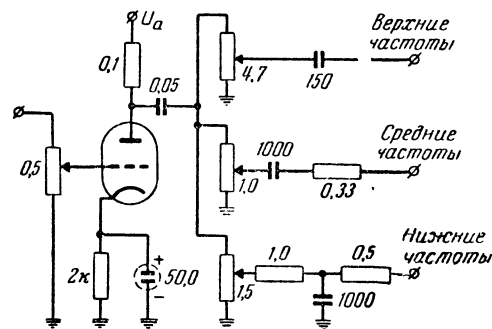 Uа
0,1
0,05
4,7
150
Верхние
частоты
0,5
1000
1,0
0,33
Средние
частоты
2к
+
−
50,0
1,5
1,0
1000
0,5
Нижние
частоты